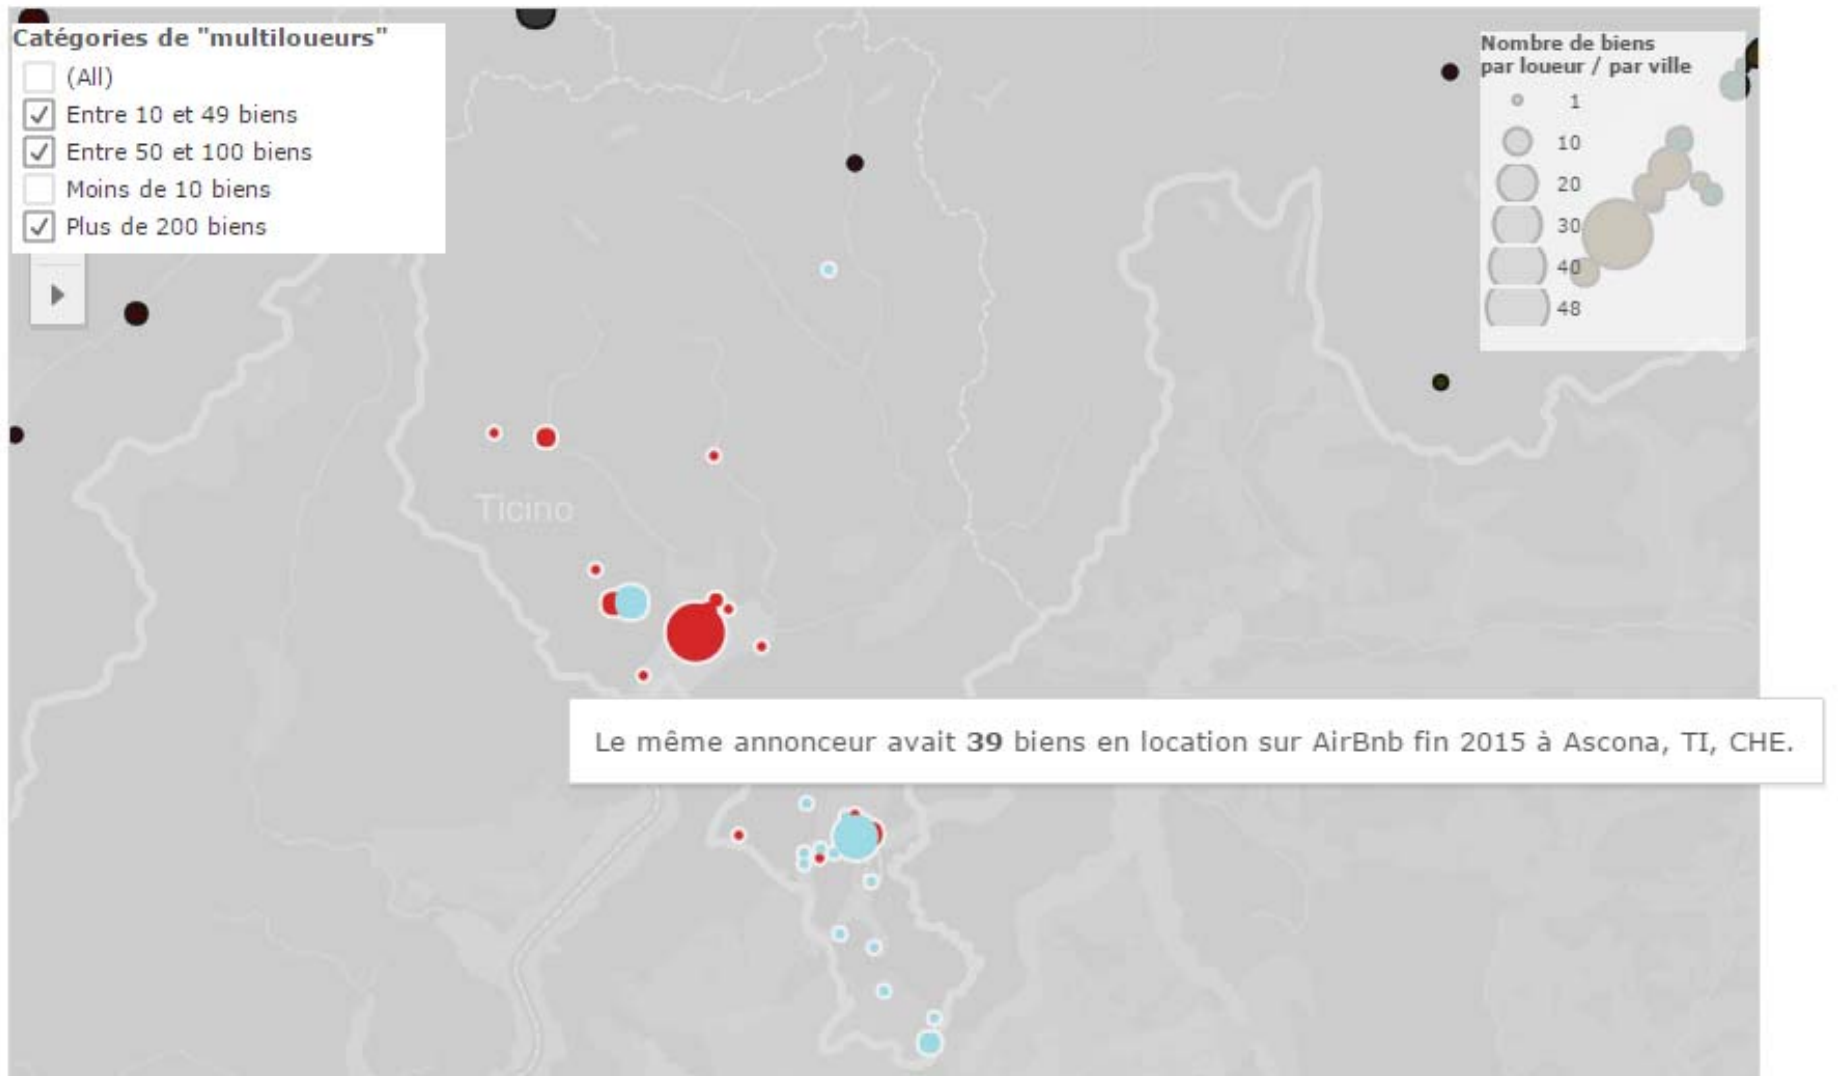 Catégories de "multiloueurs"
(All)
Entre 10 et 49 biens
Entre 50 et 100 biens
Moins de 10 biens
Plus de 200 biens
Nombre de biens
par loueur / par ville
1
10
20
30
40
48
Ticino
Le même annonceur avait 39 biens en location sur AirBnb fin 2015 à Ascona, TI, CHE.